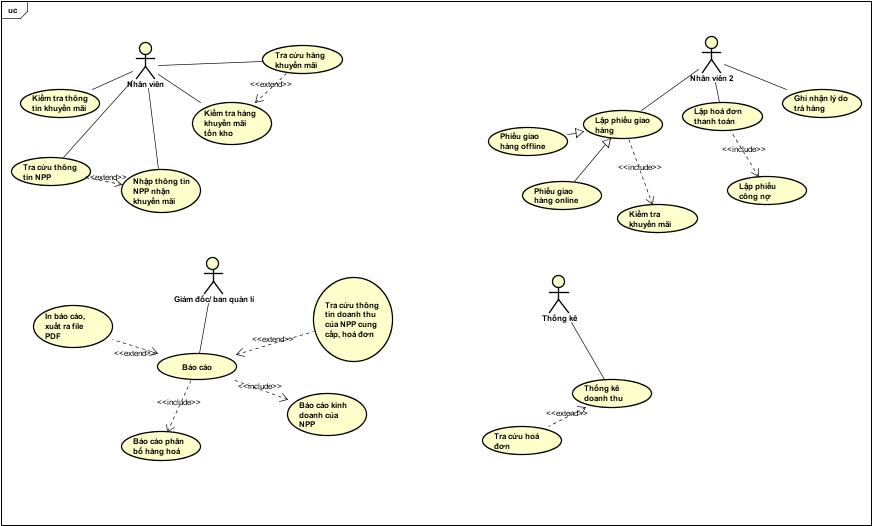 uc
Nhân viên
Tra cứu hàng
khuyến mãi
<<extend>>
Kiểm tra thông
tin khuyến mãi
Kiểm tra hàng
khuyến mãi
tồn kho
Tra cứu thông
tin NPP
<<extend>>
Nhập thông tin
NPP nhận
khuyến mãi
Nhân viên 2
Lập phiếu giao
hàng
Lập hoá đơn
thanh toán
Ghi nhận lý do
trả hàng
Phiếu giao
hàng offline
<<include>>
<<include>>
Phiếu giao
hàng online
Lập phiếu
công nợ
Kiểm tra
khuyến mãi
Giám đốc/ ban quản lí
In báo cáo,
xuất ra file
PDF
<<extend>>
Tra cứu thông
tin doanh thu
của NPP cung
cấp, hoá đơn
<<extend>>
Báo cáo
<<include>>
<<include>>
Báo cáo kinh
doanh của
NPP
Báo cáo phân
bố hàng hoá
Thống kê
Thống kê
doanh thu
<<extend>>
Tra cứu hoá
đơn